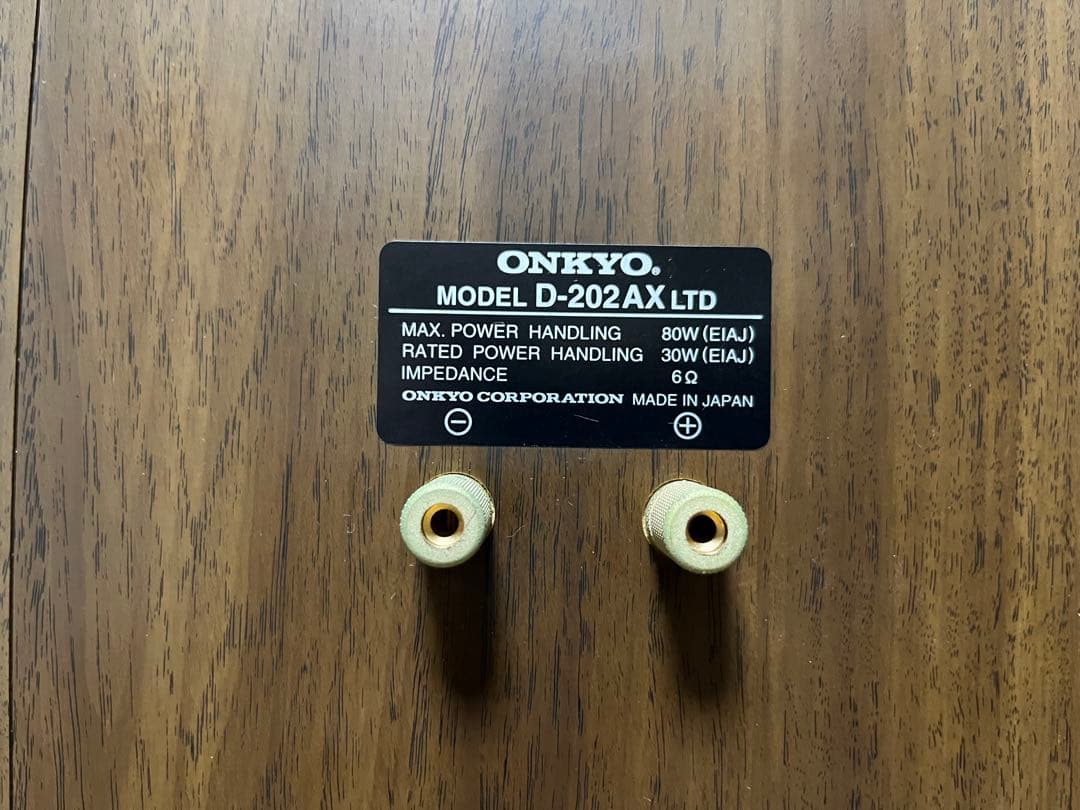 ONKYO®
MODEL D-202AX LTD
MAX. POWER HANDLING 80W (EIAJ)
RATED POWER HANDLING 30W (EIAJ)
IMPEDANCE 6Ω
ONKYO CORPORATION MADE IN JAPAN
⊖ ⊕